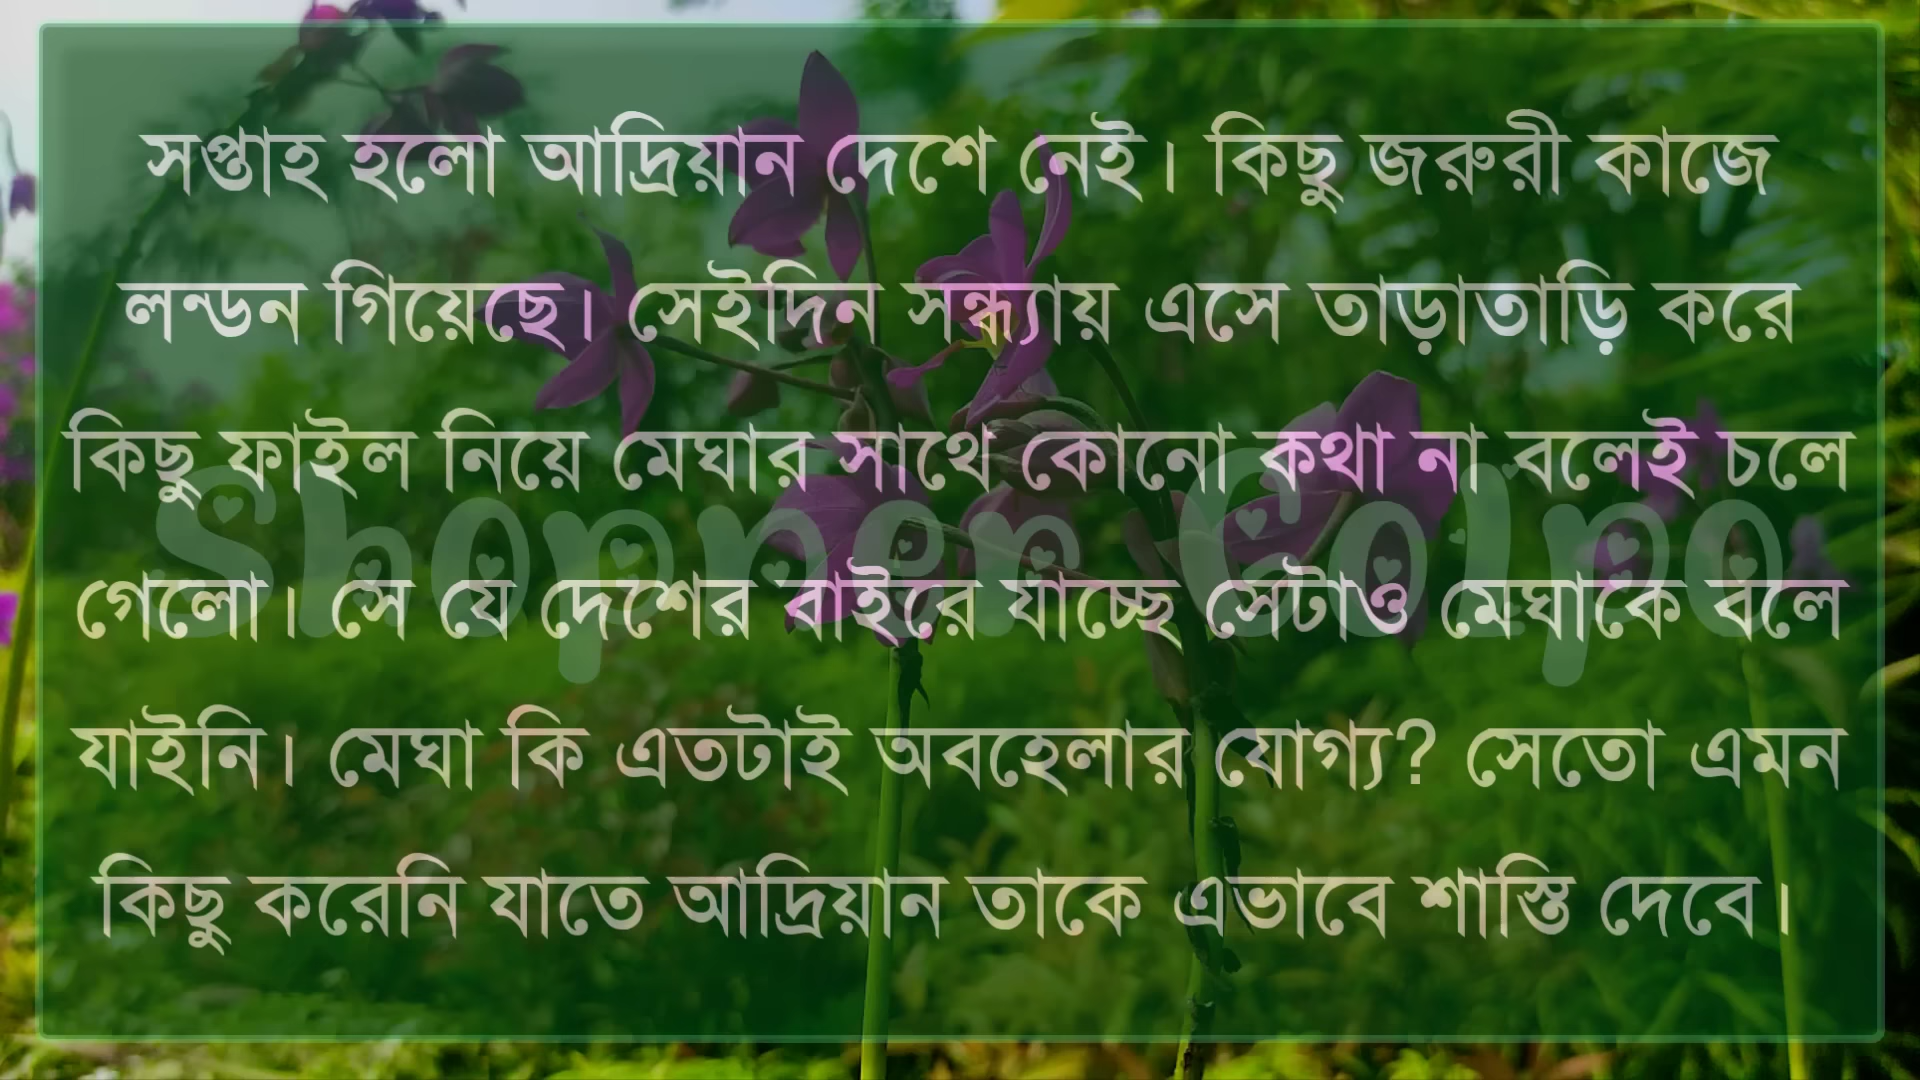 সপ্তাহ হলো আদ্রিয়ান দেশে নেই। কিছু জরুরী কাজে
লন্ডন গিয়েছে। সেইদিন সন্ধ্যায় এসে তাড়াতাড়ি করে
কিছু ফাইল নিয়ে মেঘার সাথে কোনো কথা না বলেই চলে
গেলো। সে যে দেশের বাইরে যাচ্ছে সেটাও মেঘাকে বলে
যাইনি। মেঘা কি এতটাই অবহেলার যোগ্য? সেতো এমন
কিছু করেনি যাতে আদ্রিয়ান তাকে এভাবে শাস্তি দেবে।
Shopner Golpo